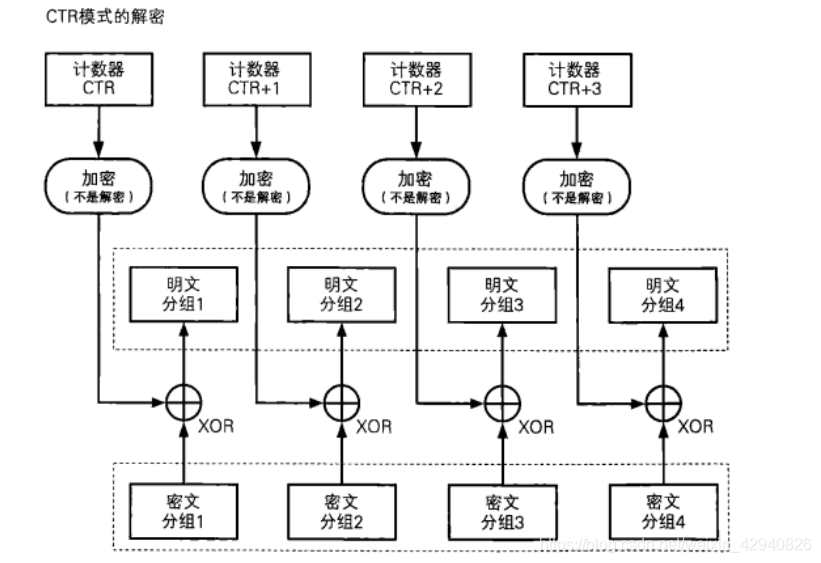 CTR模式的解密
计数器
CTR
计数器
CTR+1
计数器
CTR+2
计数器
CTR+3
加密
(不是解密)
加密
(不是解密)
加密
(不是解密)
加密
(不是解密)
明文
分组1
明文
分组2
明文
分组3
明文
分组4
XOR
XOR
XOR
XOR
密文
分组1
密文
分组2
密文
分组3
密文
分组4
https://blog.csdn.net/weixin_42940826